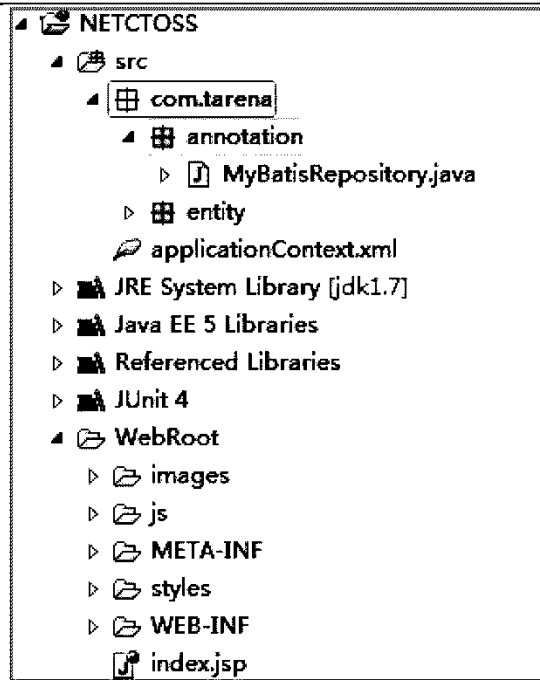 NETCTOSS
src
com.tarena
annotation
MyBatisRepository.java
entity
applicationContext.xml
JRE System Library [jdk1.7]
Java EE 5 Libraries
Referenced Libraries
JUnit 4
WebRoot
images
js
META-INF
styles
WEB-INF
index.jsp